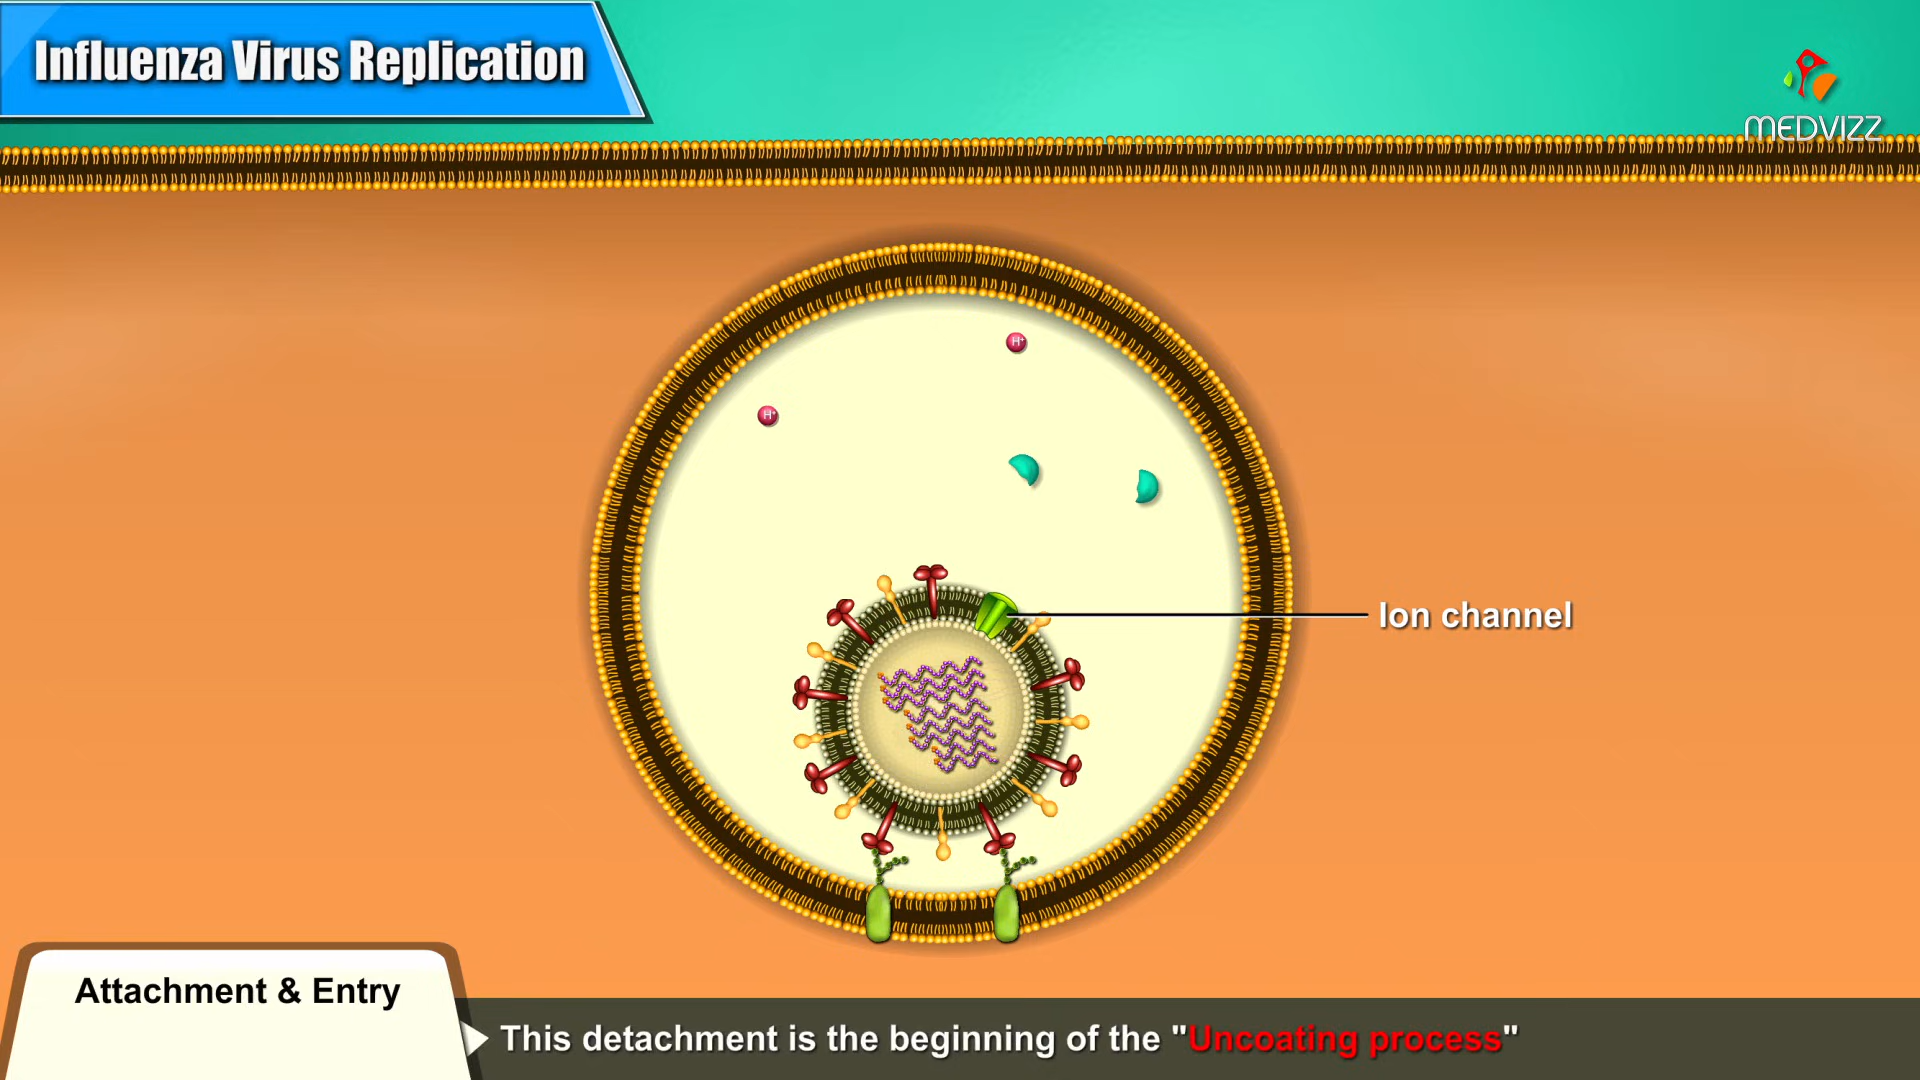 Influenza Virus Replication
MEDVIZZ
H+
H+
Ion channel
Attachment & Entry
This detachment is the beginning of the "Uncoating process"